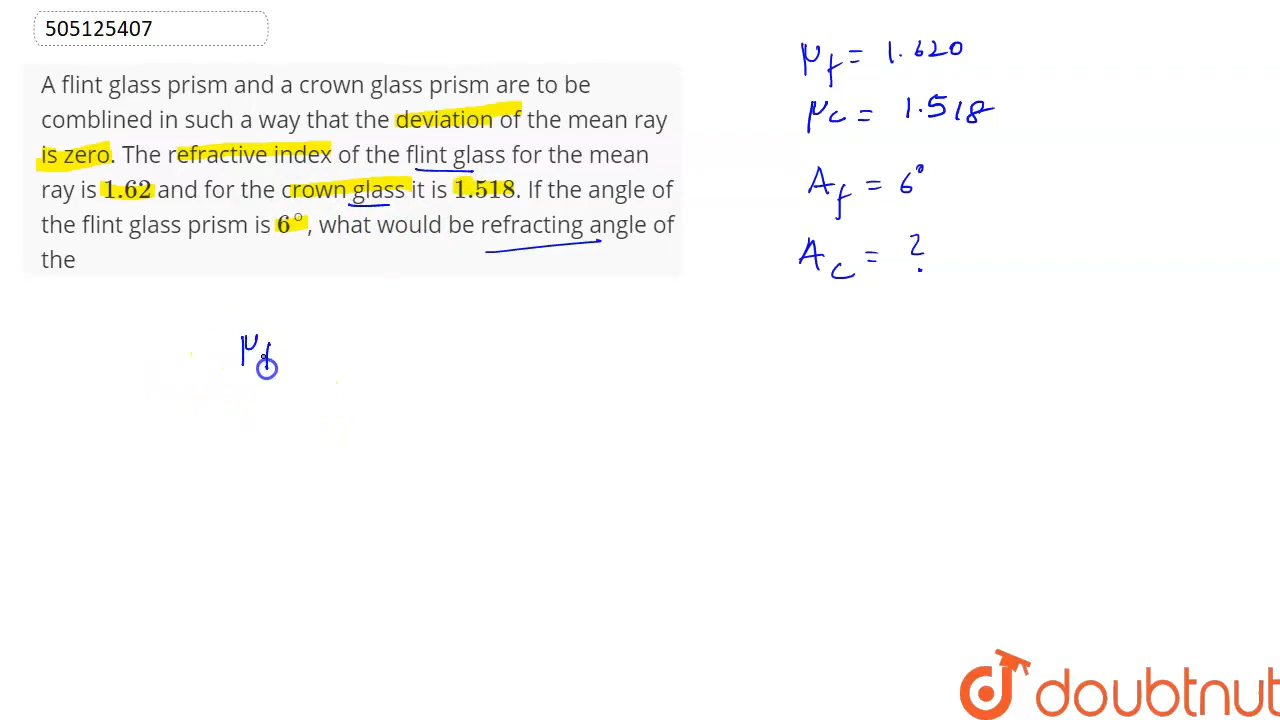 505125407
A flint glass prism and a crown glass prism are to be
comblined in such a way that the deviation of the mean ray
is zero. The refractive index of the flint glass for the mean
ray is 1.62 and for the crown glass it is 1.518. If the angle of
the flint glass prism is 6°, what would be refracting angle of
the
μf = 1.620
μc = 1.518
Af = 6°
Ac = ?
μf
doubtnut